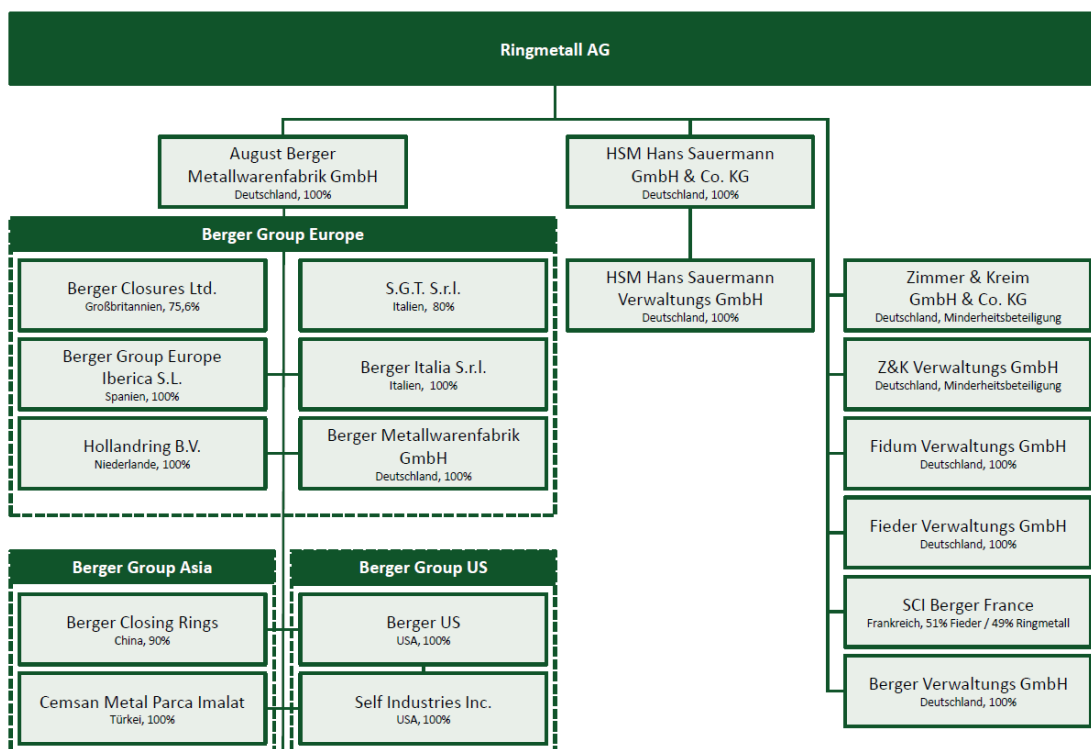 Ringmetall AG
August Berger
Metallwarenfabrik GmbH
Deutschland, 100%
HSM Hans Sauermann
GmbH & Co. KG
Deutschland, 100%
Berger Group Europe
Berger Closures Ltd.
Großbritannien, 75,6%
S.G.T. S.r.l.
Italien, 80%
HSM Hans Sauermann
Verwaltungs GmbH
Deutschland, 100%
Zimmer & Kreim
GmbH & Co. KG
Deutschland, Minderheitsbeteiligung
Berger Group Europe
Iberica S.L.
Spanien, 100%
Berger Italia S.r.l.
Italien, 100%
Z&K Verwaltungs GmbH
Deutschland, Minderheitsbeteiligung
Hollandring B.V.
Niederlande, 100%
Berger Metallwarenfabrik
GmbH
Deutschland, 100%
Fidum Verwaltungs GmbH
Deutschland, 100%
Fieder Verwaltungs GmbH
Deutschland, 100%
Berger Group Asia
Berger Group US
Berger Closing Rings
China, 90%
Berger US
USA, 100%
SCI Berger France
Frankreich, 51% Fieder / 49% Ringmetall
Cemsan Metal Parca Imalat
Türkei, 100%
Self Industries Inc.
USA, 100%
Berger Verwaltungs GmbH
Deutschland, 100%